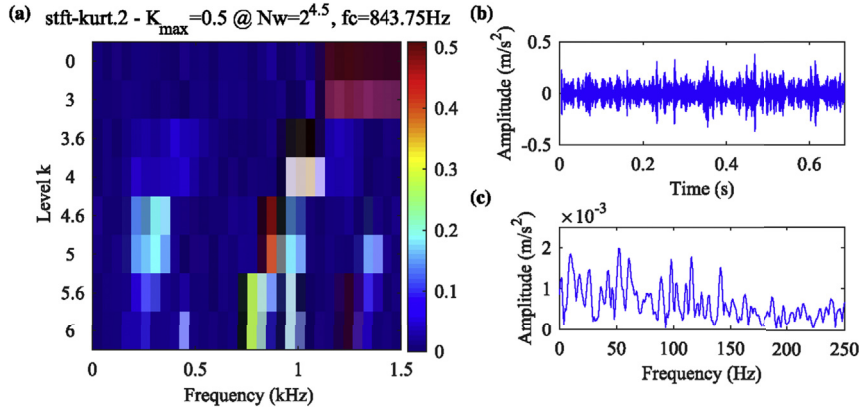 (a) stft-kurt.2 - K_max=0.5 @ Nw=2^4.5, fc=843.75Hz
0
3
3.6
4
4.6
5
5.6
6
Level k
0 0.5 1 1.5
Frequency (kHz)
0.5
0.4
0.3
0.2
0.1
0
(b)
0.5
0
-0.5
Amplitude (m/s²)
0 0.2 0.4 0.6
Time (s)
(c)
×10⁻³
2
1
0
Amplitude (m/s²)
0 50 100 150 200 250
Frequency (Hz)